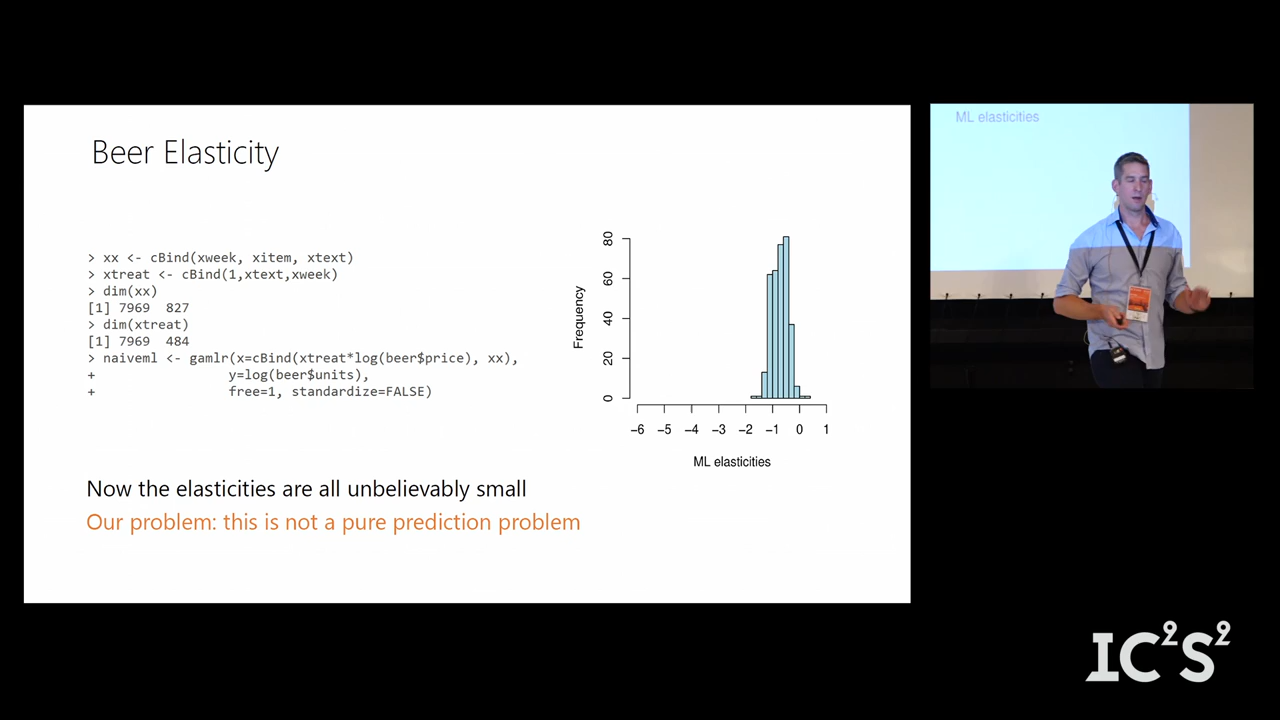 Beer Elasticity
> xx <- cBind(xweek, xitem, xtext)
> xtreat <- cBind(1,xtext,xweek)
> dim(xx)
[1] 7969 827
> dim(xtreat)
[1] 7969 484
> naiveml <- gamlr(x=cBind(xtreat*log(beer$price), xx),
+ y=log(beer$units),
+ free=1, standardize=FALSE)
Frequency
80
60
40
20
0
-6 -5 -4 -3 -2 -1 0 1
ML elasticities
Now the elasticities are all unbelievably small
Our problem: this is not a pure prediction problem
ML elasticities
IC²S²